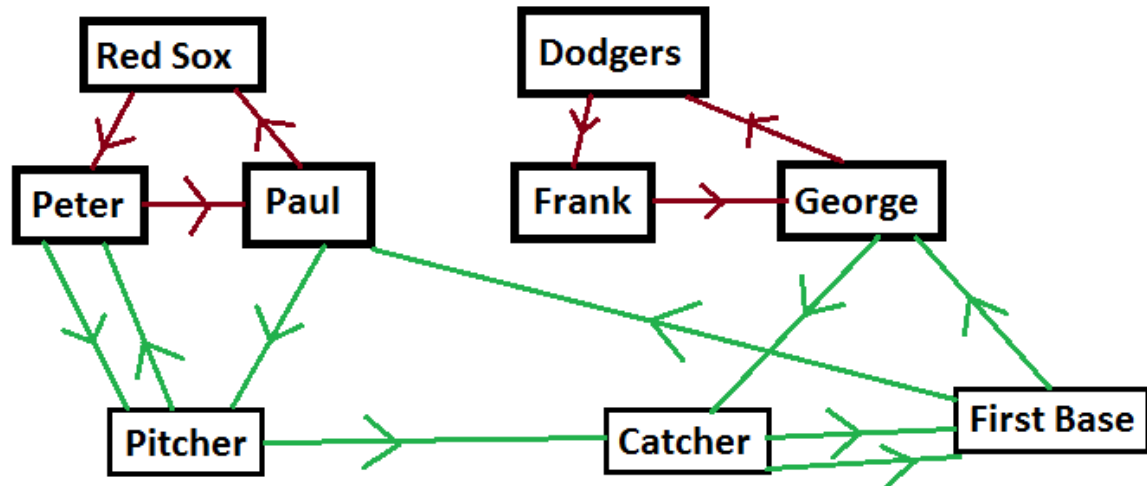 Red Sox
Dodgers
Peter
Paul
Frank
George
Pitcher
Catcher
First Base